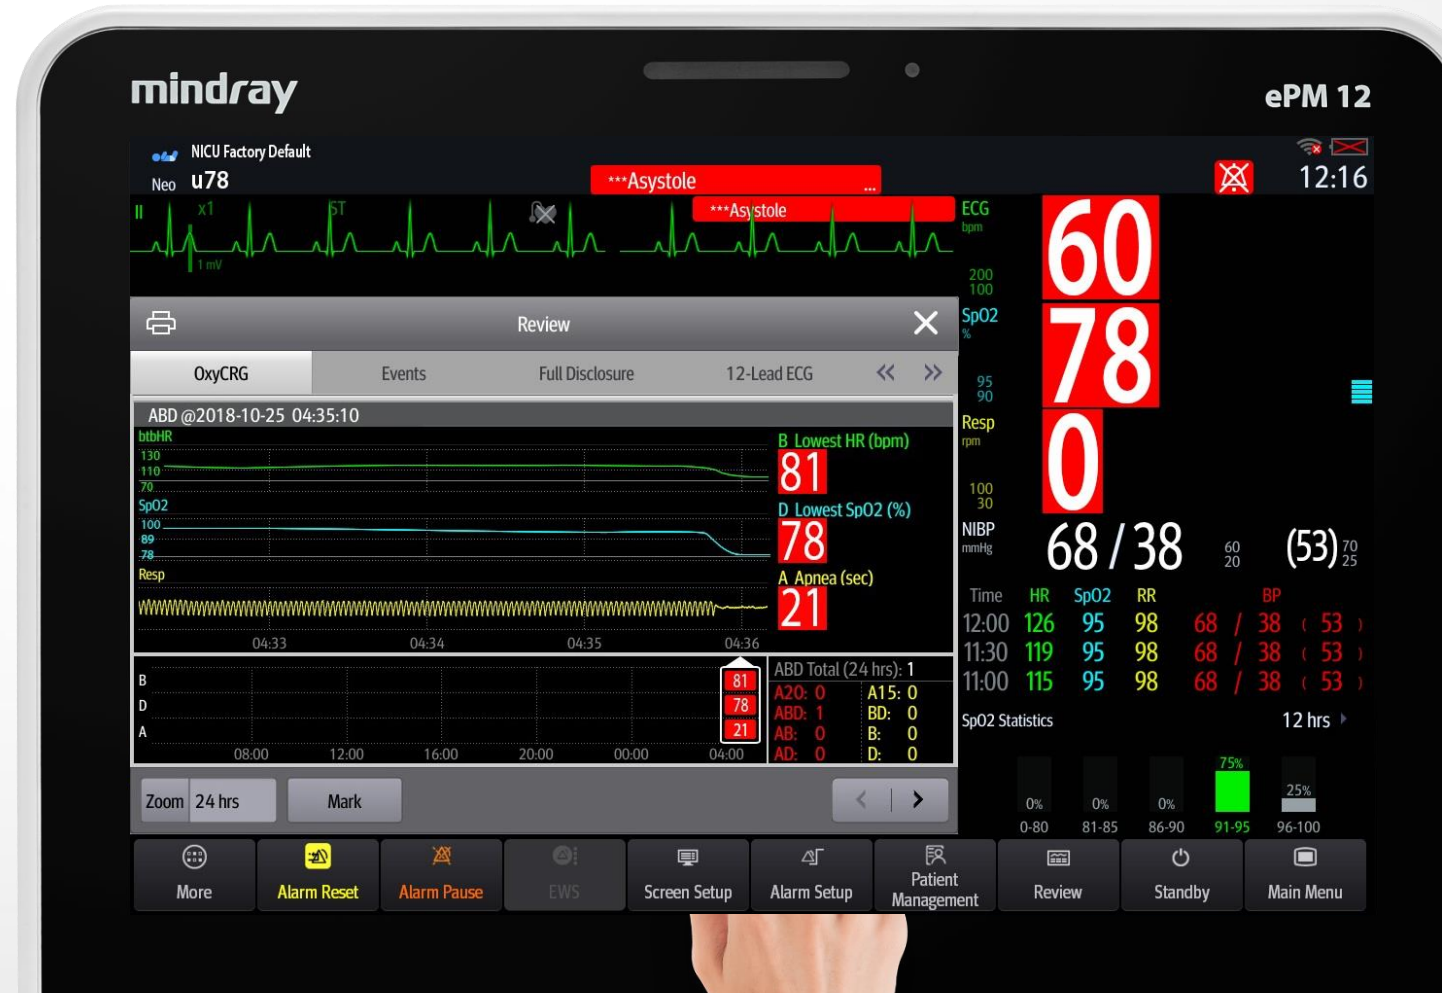 mindray
ePM 12
NICU Factory Default
Neo u78
***Asystole ...
12:16
II x1 ST
***Asystole
1 mV
ECG
bpm
60
200
100
Review
SpO2
%
78
95
90
OxyCRG Events Full Disclosure 12-Lead ECG
ABD @2018-10-25 04:35:10
btbHR
130
110
70
B Lowest HR (bpm)
81
SpO2
100
89
78
D Lowest SpO2 (%)
78
Resp
A Apnea (sec)
21
04:33 04:34 04:35 04:36
Resp
rpm
0
100
30
NIBP
mmHg
68 / 38
60
20
(53)
70
25
Time HR SpO2 RR BP
12:00 126 95 98 68 / 38 ( 53 )
11:30 119 95 98 68 / 38 ( 53 )
11:00 115 95 98 68 / 38 ( 53 )
B
D
A
81
78
21
08:00 12:00 16:00 20:00 00:00 04:00
ABD Total (24 hrs): 1
A20: 0 A15: 0
ABD: 1 BD: 0
AB: 0 B: 0
AD: 0 D: 0
SpO2 Statistics 12 hrs
0% 0% 0% 75% 25%
0-80 81-85 86-90 91-95 96-100
Zoom 24 hrs Mark
More Alarm Reset Alarm Pause EWS Screen Setup Alarm Setup Patient Management Review Standby Main Menu